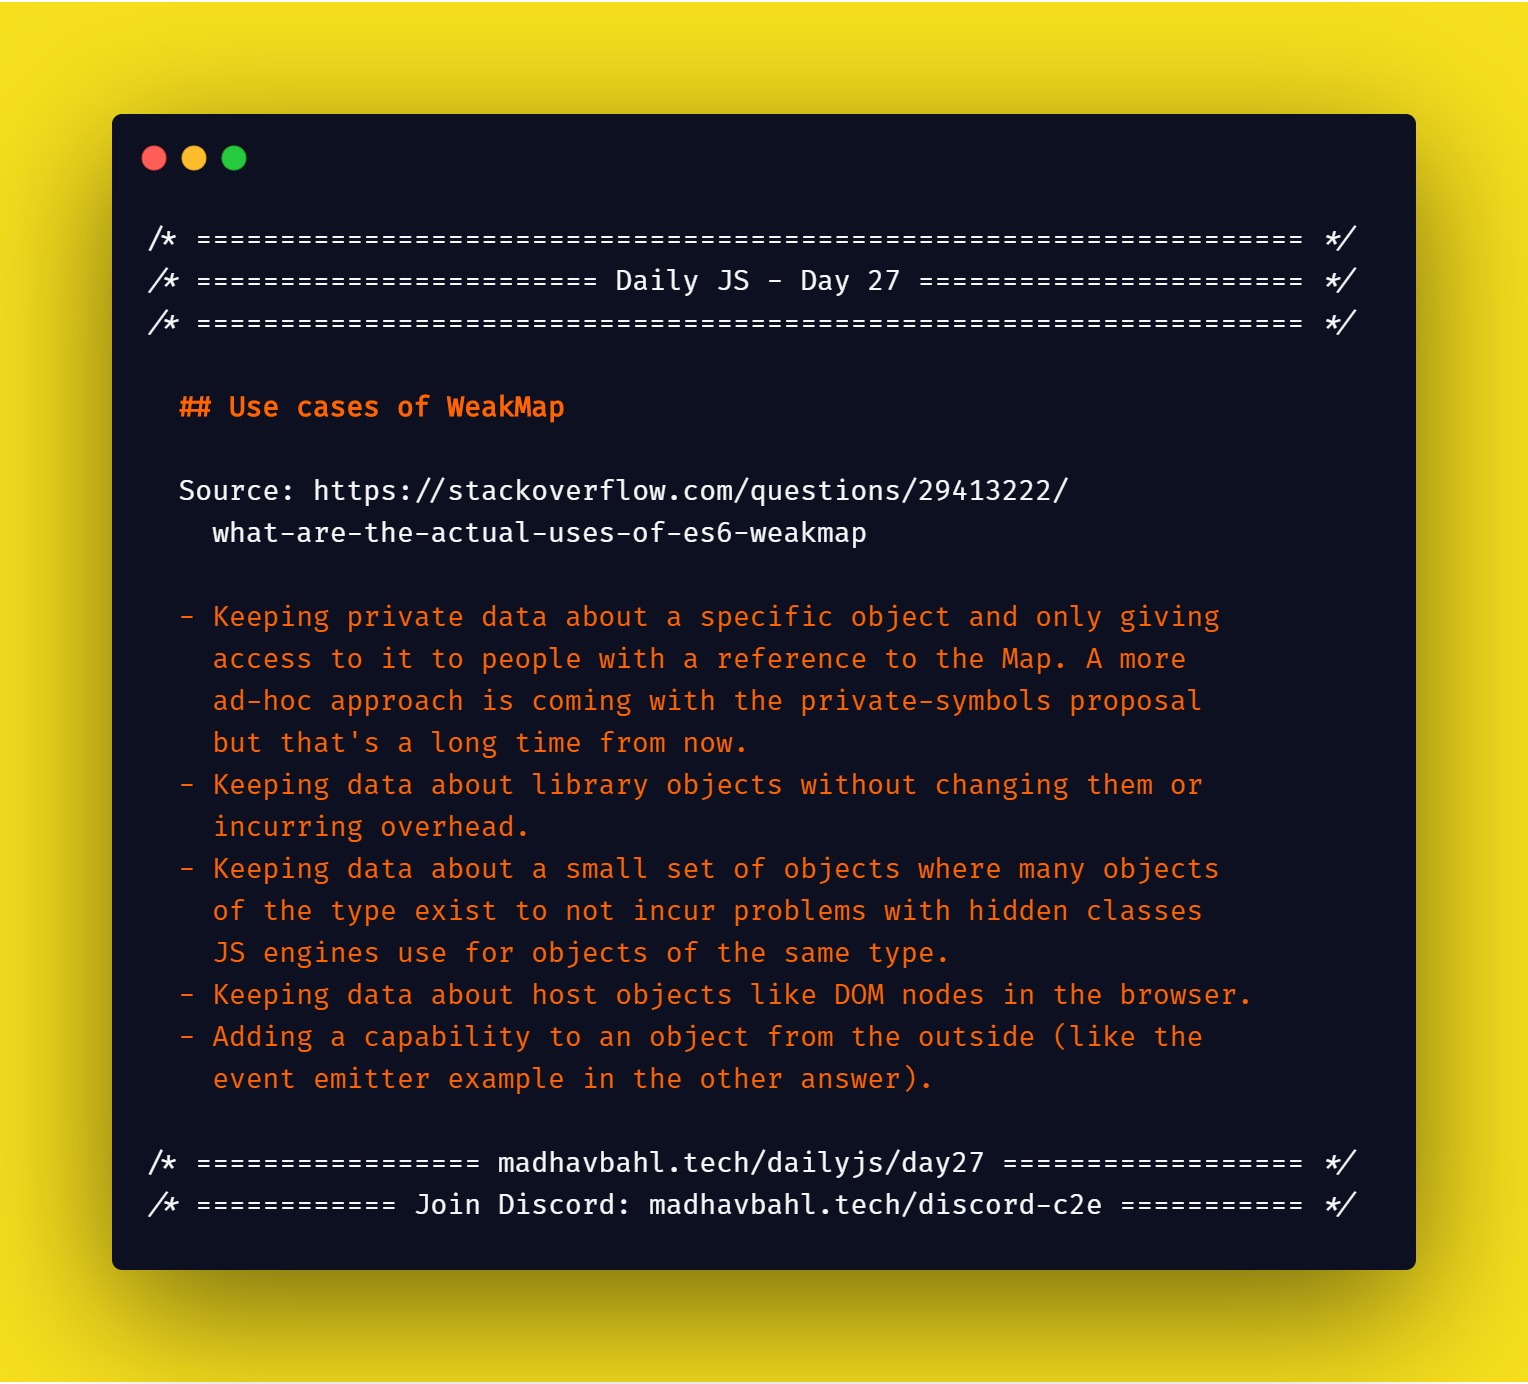 /* ================================================================== */
/* ======================== Daily JS - Day 27 ======================= */
/* ================================================================== */
## Use cases of WeakMap
Source: https://stackoverflow.com/questions/29413222/
what-are-the-actual-uses-of-es6-weakmap
- Keeping private data about a specific object and only giving
access to it to people with a reference to the Map. A more
ad-hoc approach is coming with the private-symbols proposal
but that's a long time from now.
- Keeping data about library objects without changing them or
incurring overhead.
- Keeping data about a small set of objects where many objects
of the type exist to not incur problems with hidden classes
JS engines use for objects of the same type.
- Keeping data about host objects like DOM nodes in the browser.
- Adding a capability to an object from the outside (like the
event emitter example in the other answer).
/* ================= madhavbahl.tech/dailyjs/day27 ================== */
/* ============ Join Discord: madhavbahl.tech/discord-c2e =========== */